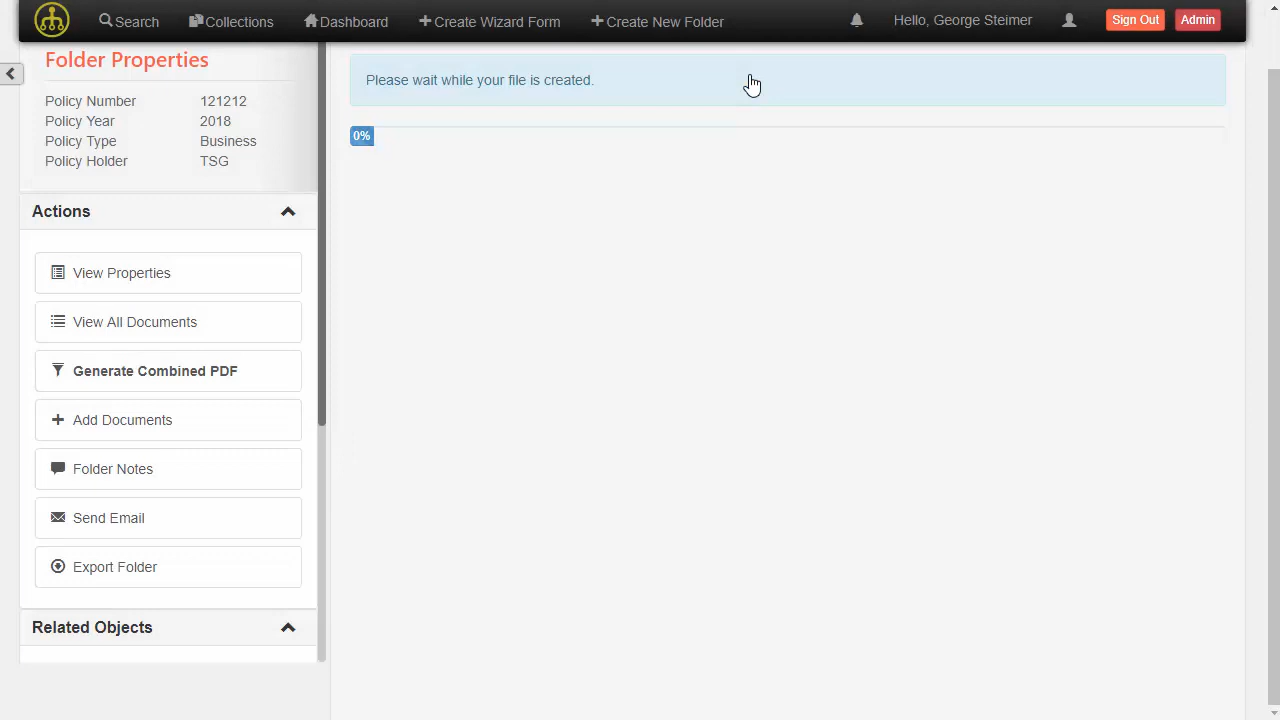 Search Collections Dashboard Create Wizard Form Create New Folder Hello, George Steimer Sign Out Admin
Folder Properties
Policy Number 121212
Policy Year 2018
Policy Type Business
Policy Holder TSG
Actions
View Properties
View All Documents
Generate Combined PDF
Add Documents
Folder Notes
Send Email
Export Folder
Related Objects
Please wait while your file is created.
0%